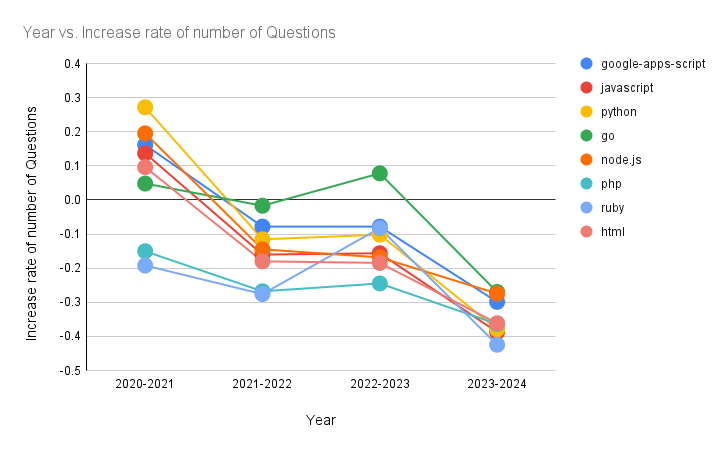 Year vs. Increase rate of number of Questions
Increase rate of number of Questions
0.4
0.3
0.2
0.1
0.0
-0.1
-0.2
-0.3
-0.4
-0.5
2020-2021
2021-2022
2022-2023
2023-2024
Year
google-apps-script
javascript
python
go
node.js
php
ruby
html